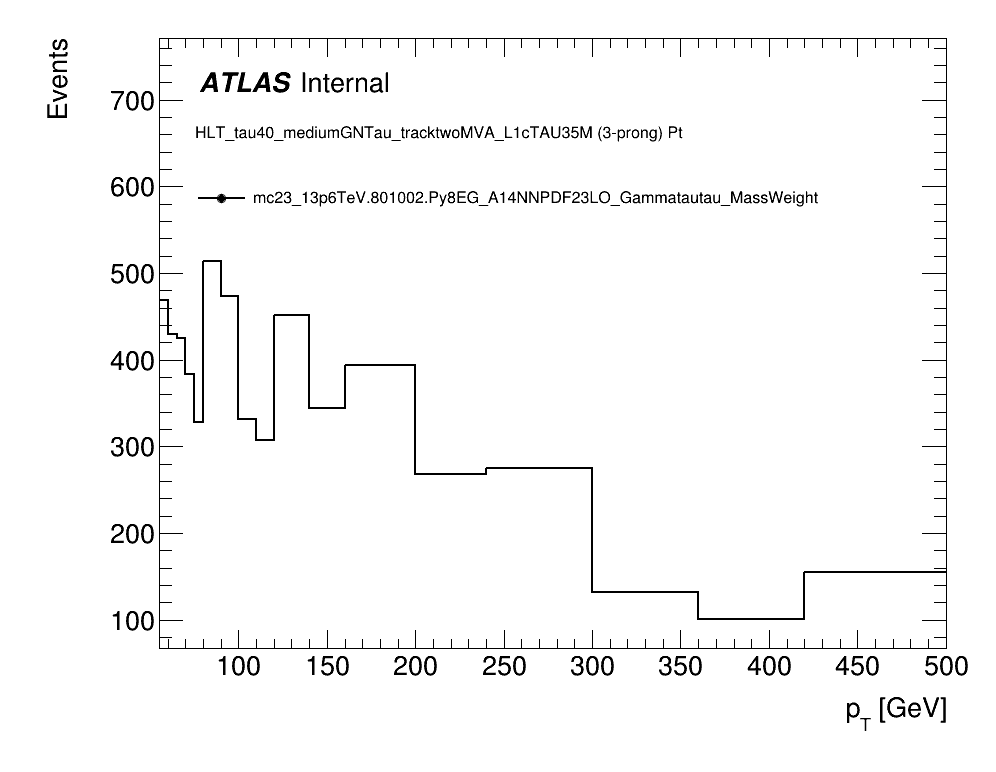 Events
ATLAS Internal
HLT_tau40_mediumGNTau_tracktwoMVA_L1cTAU35M (3-prong) Pt
mc23_13p6TeV.801002.Py8EG_A14NNPDF23LO_Gammatautau_MassWeight
700
600
500
400
300
200
100
100 150 200 250 300 350 400 450 500
p_T [GeV]